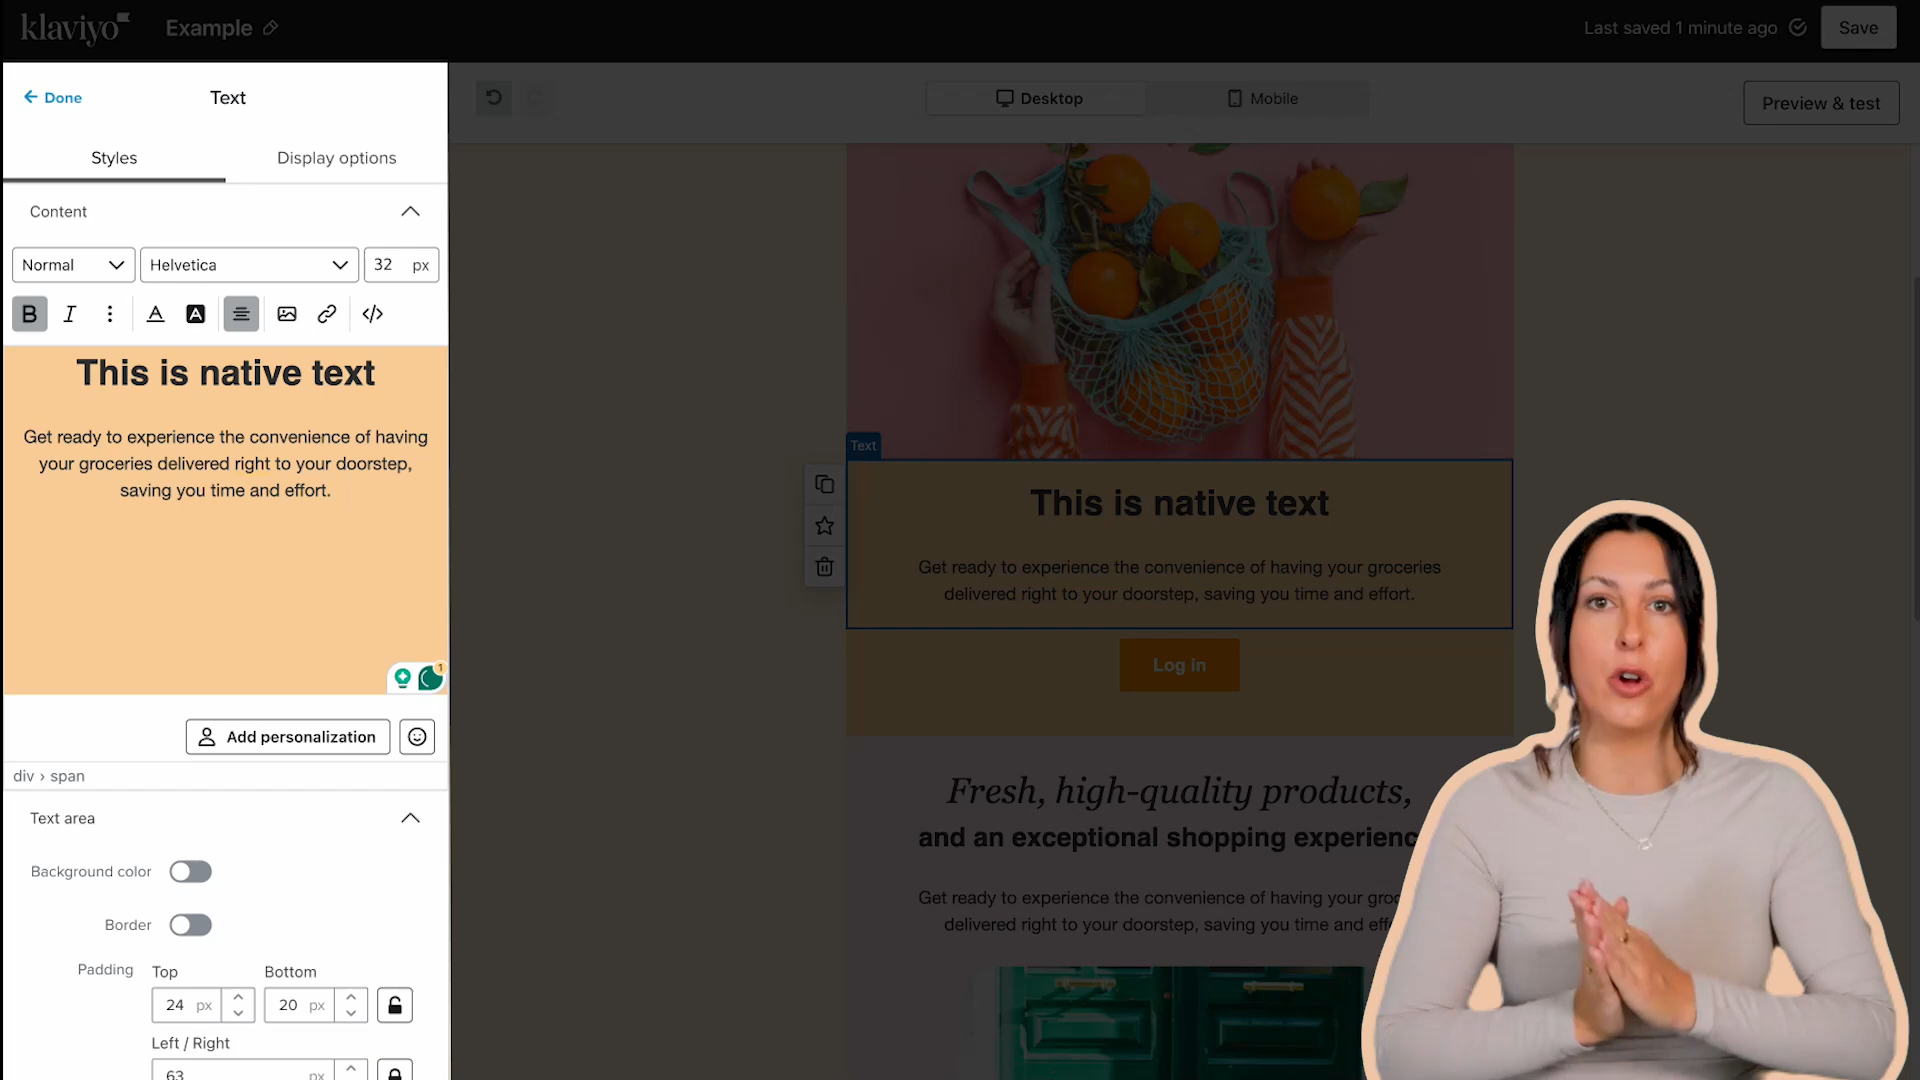 klaviyo
Example
Last saved 1 minute ago
Save
Done
Text
Desktop
Mobile
Preview & test
Styles
Display options
Content
Normal
Helvetica
32 px
B I A A </>
This is native text
Get ready to experience the convenience of having
your groceries delivered right to your doorstep,
saving you time and effort.
1
Add personalization
div › span
Text area
Background color
Border
Padding
Top
Bottom
24 px
20 px
Left / Right
63 px
Text
This is native text
Get ready to experience the convenience of having your groceries
delivered right to your doorstep, saving you time and effort.
Log in
Fresh, high-quality products,
and an exceptional shopping experienc
Get ready to experience the convenience of having your gro
delivered right to your doorstep, saving you time and eff